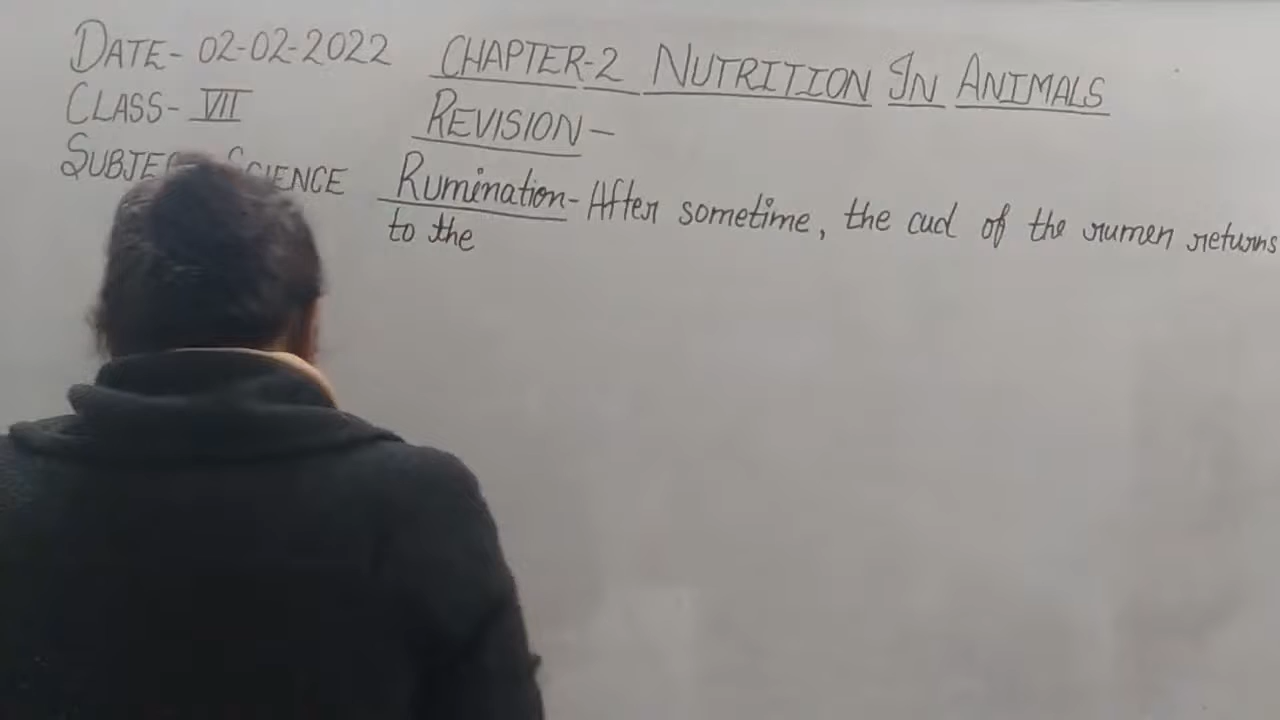 DATE- 02-02-2022
CHAPTER-2 NUTRITION IN ANIMALS
CLASS- VII
REVISION-
SCIENCE
Rumination- After sometime, the cud of the rumen returns
to the